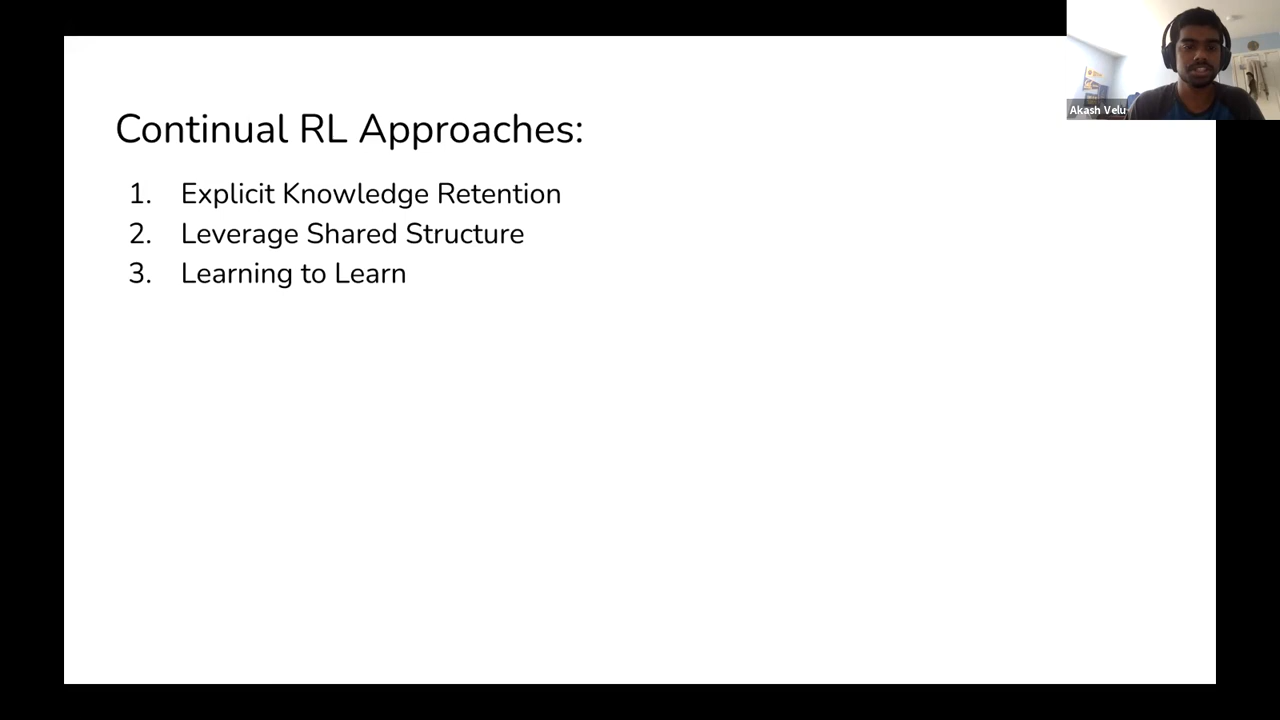 Continual RL Approaches:
1. Explicit Knowledge Retention
2. Leverage Shared Structure
3. Learning to Learn
Akash Velu